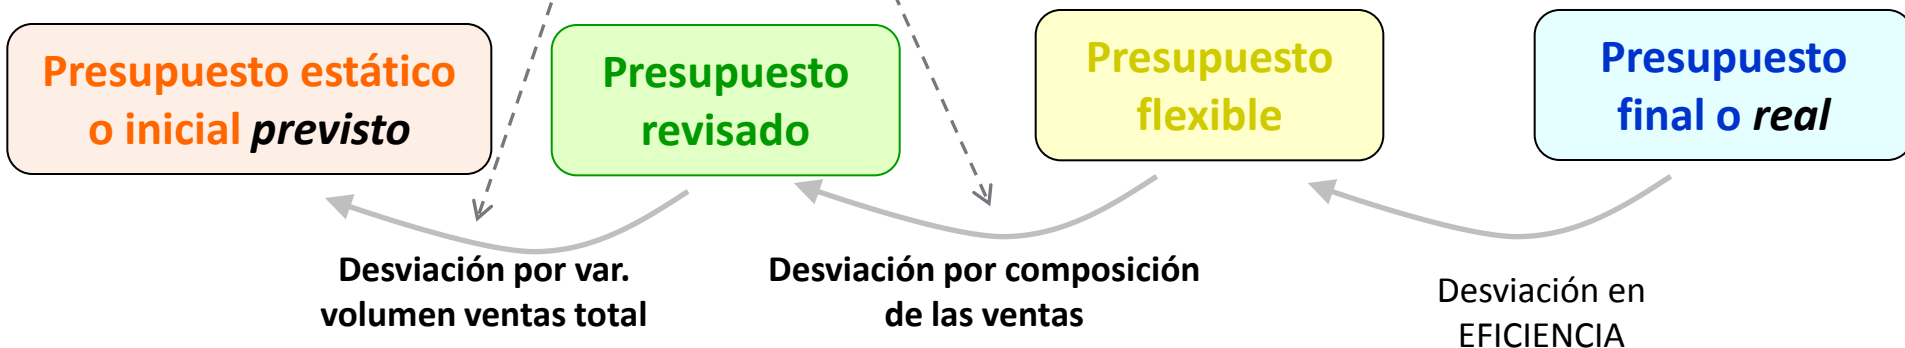 Presupuesto estático
o inicial previsto
Presupuesto
revisado
Presupuesto
flexible
Presupuesto
final o real
Desviación por var.
volumen ventas total
Desviación por composición
de las ventas
Desviación en
EFICIENCIA